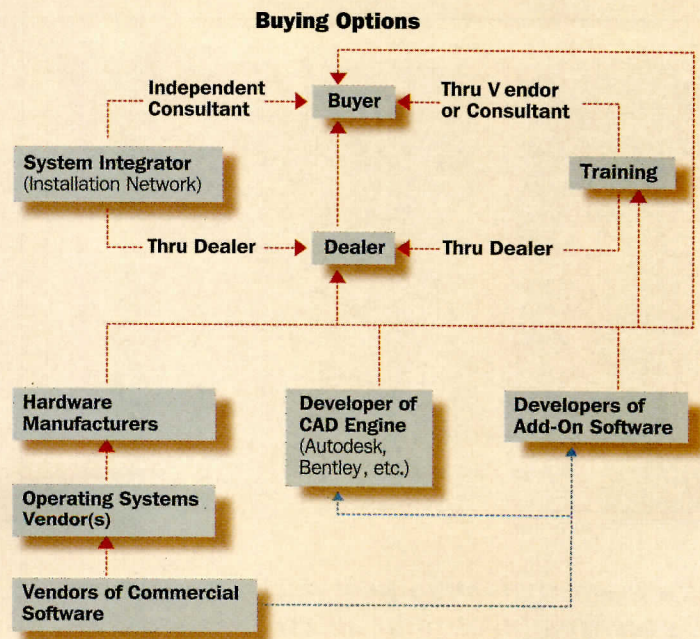 Buying Options
Independent
Consultant
Buyer
Thru V endor
or Consultant
System Integrator
(Installation Network)
Training
Thru Dealer
Dealer
Thru Dealer
Hardware
Manufacturers
Developer of
CAD Engine
(Autodesk,
Bentley, etc.)
Developers of
Add-On Software
Operating Systems
Vendor(s)
Vendors of Commercial
Software